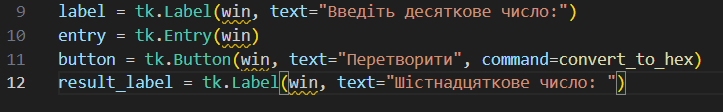 9 label = tk.Label(win, text="Введіть десяткове число:")
10 entry = tk.Entry(win)
11 button = tk.Button(win, text="Перетворити", command=convert_to_hex)
12 result_label = tk.Label(win, text="Шістнадцяткове число: ")